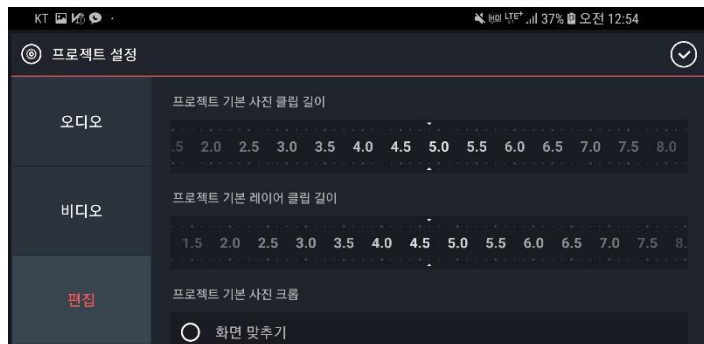 KT 37% 오전 12:54
프로젝트 설정
오디오
비디오
편집
프로젝트 기본 사진 클립 길이
.5 2.0 2.5 3.0 3.5 4.0 4.5 5.0 5.5 6.0 6.5 7.0 7.5 8.0
프로젝트 기본 레이어 클립 길이
1.5 2.0 2.5 3.0 3.5 4.0 4.5 5.0 5.5 6.0 6.5 7.0 7.5 8.
프로젝트 기본 사진 크롭
화면 맞추기